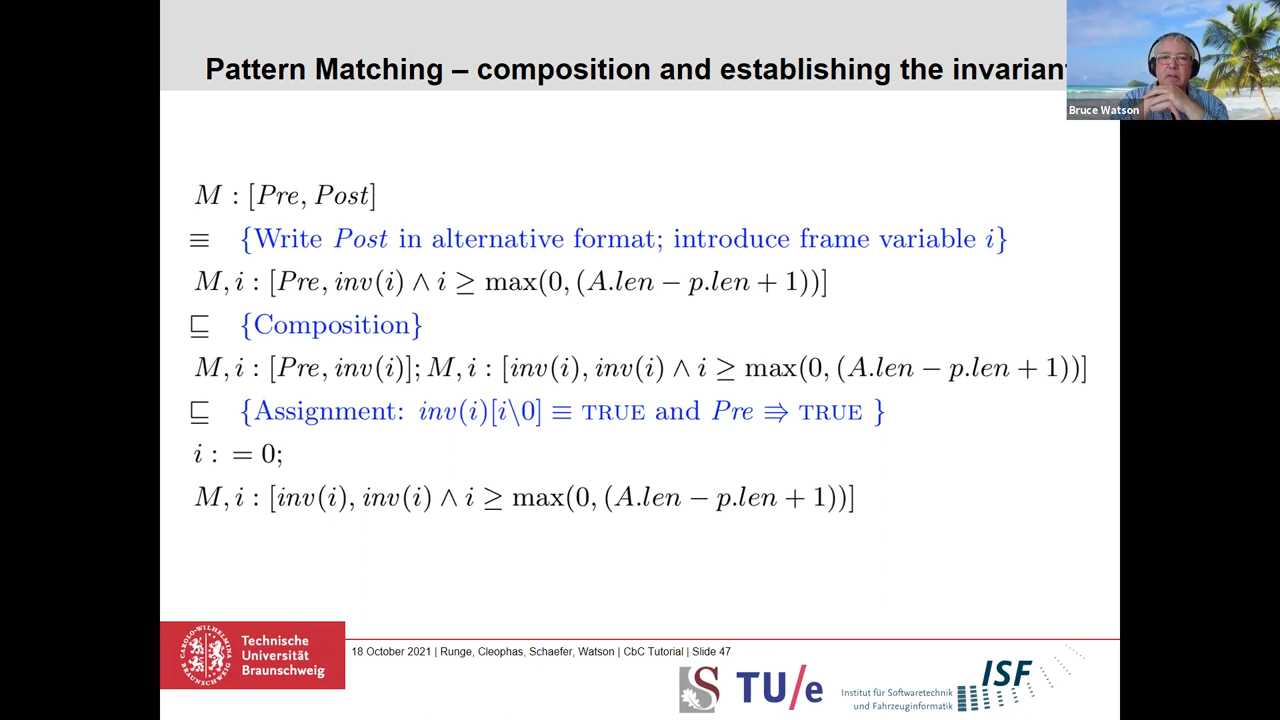 Pattern Matching – composition and establishing the invariant
Bruce Watson
M : [Pre, Post]
≡ {Write Post in alternative format; introduce frame variable i}
M, i : [Pre, inv(i) ∧ i ≥ max(0, (A.len − p.len + 1))]
⊑ {Composition}
M, i : [Pre, inv(i)]; M, i : [inv(i), inv(i) ∧ i ≥ max(0, (A.len − p.len + 1))]
⊑ {Assignment: inv(i)[i\0] ≡ TRUE and Pre ⇛ TRUE }
i : = 0;
M, i : [inv(i), inv(i) ∧ i ≥ max(0, (A.len − p.len + 1))]
Technische
Universität
Braunschweig
18 October 2021 | Runge, Cleophas, Schaefer, Watson | CbC Tutorial | Slide 47
S
TU/e
Institut für Softwaretechnik
und Fahrzeuginformatik
ISF